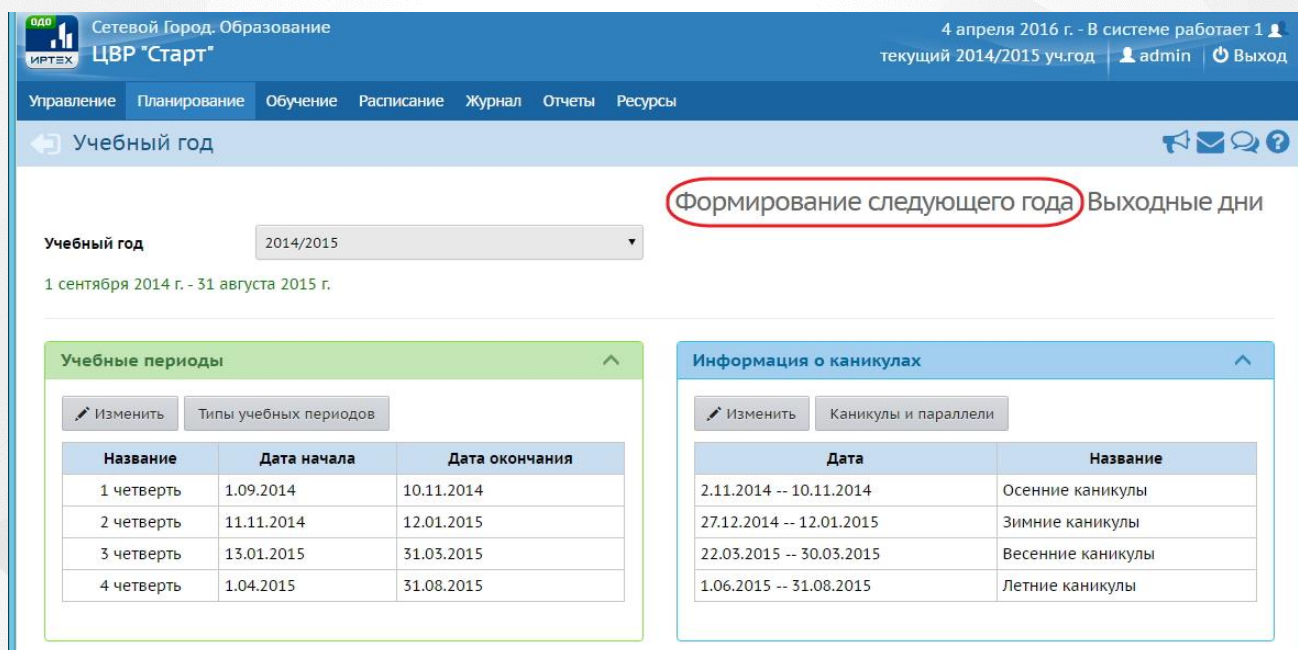 ОДО
ИРТЕХ
Сетевой Город. Образование
ЦВР "Старт"
4 апреля 2016 г. - В системе работает 1
текущий 2014/2015 уч.год admin Выход
Управление Планирование Обучение Расписание Журнал Отчеты Ресурсы
Учебный год
Формирование следующего года Выходные дни
Учебный год 2014/2015
1 сентября 2014 г. - 31 августа 2015 г.
Учебные периоды
Изменить Типы учебных периодов
Название Дата начала Дата окончания
1 четверть 1.09.2014 10.11.2014
2 четверть 11.11.2014 12.01.2015
3 четверть 13.01.2015 31.03.2015
4 четверть 1.04.2015 31.08.2015
Информация о каникулах
Изменить Каникулы и параллели
Дата Название
2.11.2014 -- 10.11.2014 Осенние каникулы
27.12.2014 -- 12.01.2015 Зимние каникулы
22.03.2015 -- 30.03.2015 Весенние каникулы
1.06.2015 -- 31.08.2015 Летние каникулы